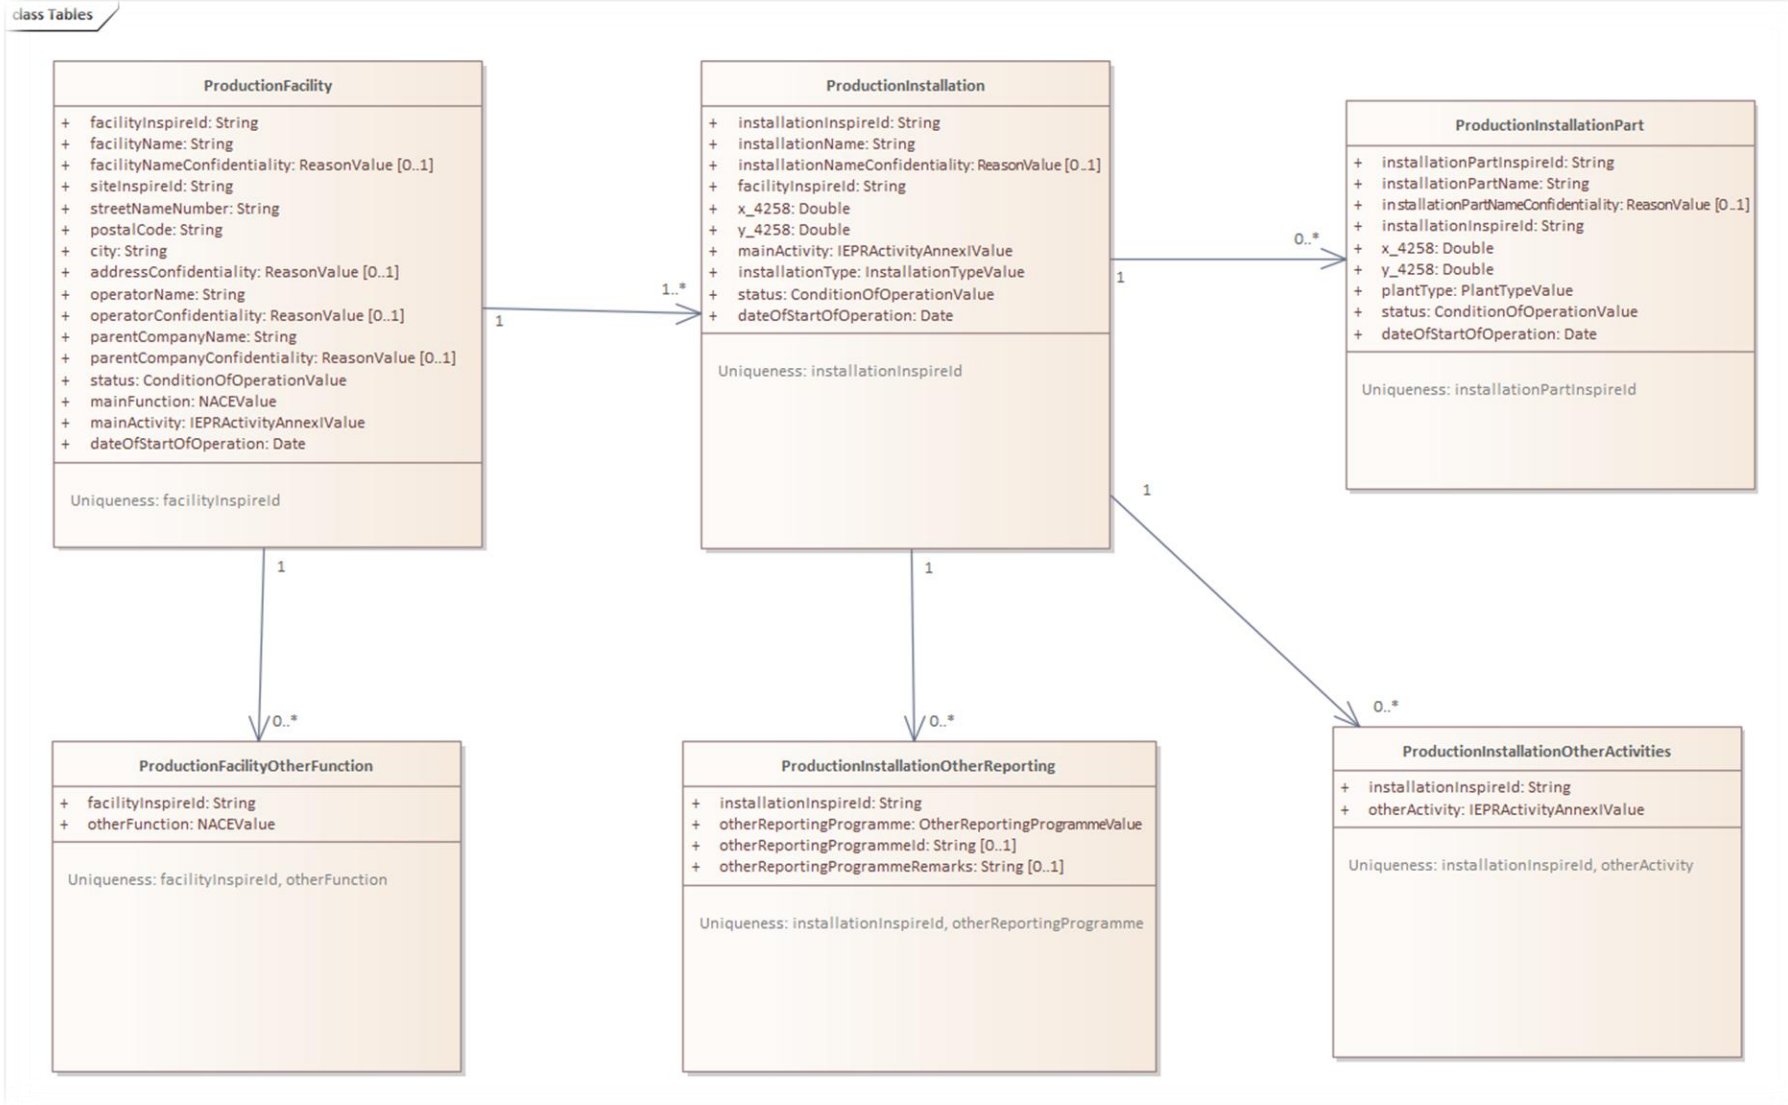 class Tables
ProductionFacility
+ facilityInspireId: String
+ facilityName: String
+ facilityNameConfidentiality: ReasonValue [0..1]
+ siteInspireId: String
+ streetNameNumber: String
+ postalCode: String
+ city: String
+ addressConfidentiality: ReasonValue [0..1]
+ operatorName: String
+ operatorConfidentiality: ReasonValue [0..1]
+ parentCompanyName: String
+ parentCompanyConfidentiality: ReasonValue [0..1]
+ status: ConditionOfOperationValue
+ mainFunction: NACEValue
+ mainActivity: IEPRActivityAnnexIValue
+ dateOfStartOfOperation: Date
Uniqueness: facilityInspireId
1
1..*
ProductionInstallation
+ installationInspireId: String
+ installationName: String
+ installationNameConfidentiality: ReasonValue [0..1]
+ facilityInspireId: String
+ x_4258: Double
+ y_4258: Double
+ mainActivity: IEPRActivityAnnexIValue
+ installationType: InstallationTypeValue
+ status: ConditionOfOperationValue
+ dateOfStartOfOperation: Date
Uniqueness: installationInspireId
1
0..*
ProductionInstallationPart
+ installationPartInspireId: String
+ installationPartName: String
+ installationPartNameConfidentiality: ReasonValue [0..1]
+ installationInspireId: String
+ x_4258: Double
+ y_4258: Double
+ plantType: PlantTypeValue
+ status: ConditionOfOperationValue
+ dateOfStartOfOperation: Date
Uniqueness: installationPartInspireId
1
0..*
1
0..*
1
0..*
ProductionFacilityOtherFunction
+ facilityInspireId: String
+ otherFunction: NACEValue
Uniqueness: facilityInspireId, otherFunction
ProductionInstallationOtherReporting
+ installationInspireId: String
+ otherReportingProgramme: OtherReportingProgrammeValue
+ otherReportingProgrammeId: String [0..1]
+ otherReportingProgrammeRemarks: String [0..1]
Uniqueness: installationInspireId, otherReportingProgramme
ProductionInstallationOtherActivities
+ installationInspireId: String
+ otherActivity: IEPRActivityAnnexIValue
Uniqueness: installationInspireId, otherActivity